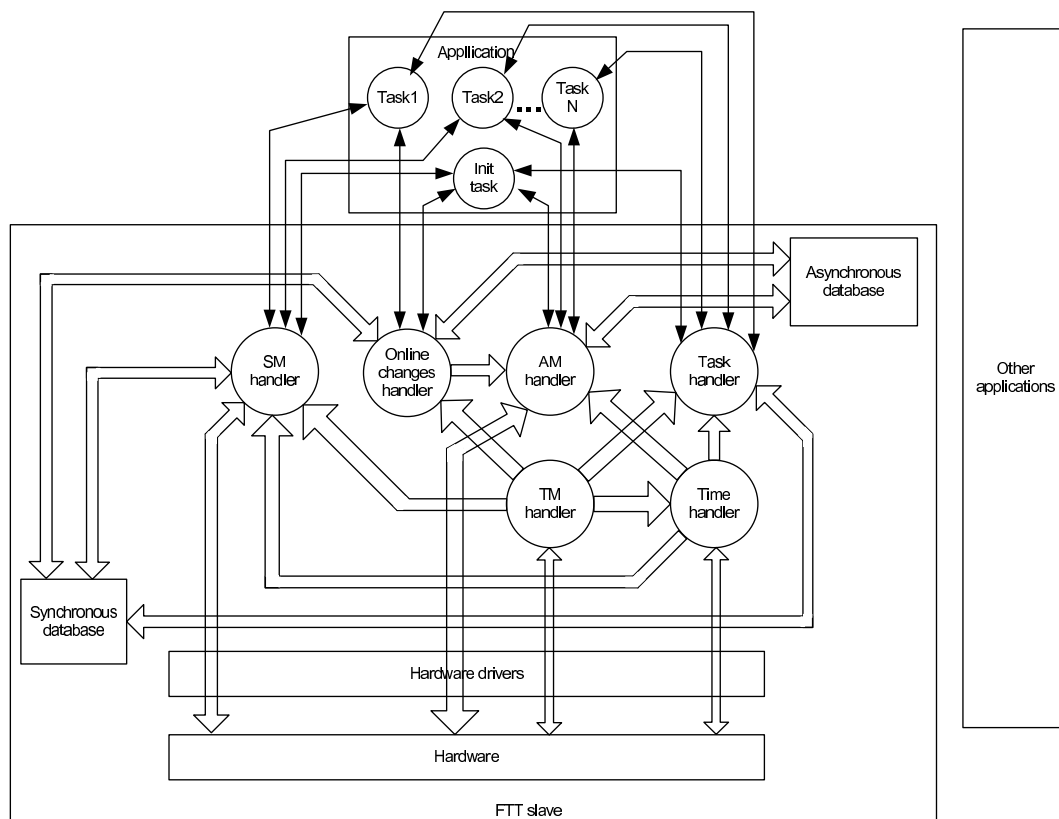 Appllication
Task1
Task2
....
Task
N
Init
task
Asynchronous
database
SM
handler
Online
changes
handler
AM
handler
Task
handler
Other
applications
TM
handler
Time
handler
Synchronous
database
Hardware drivers
Hardware
FTT slave